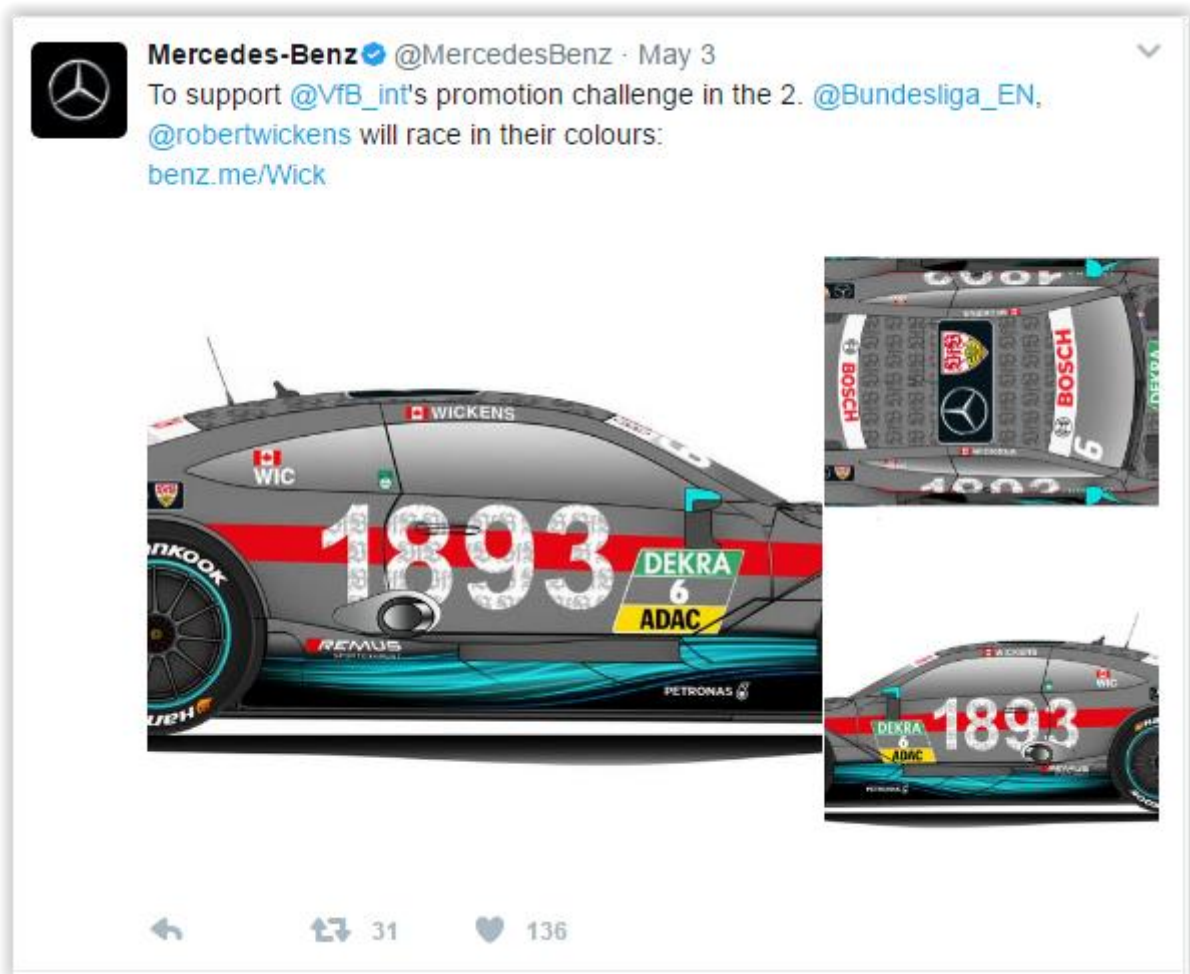 Mercedes-Benz @MercedesBenz · May 3
To support @VfB_int's promotion challenge in the 2. @Bundesliga_EN,
@robertwickens will race in their colours:
benz.me/Wick
WICKENS
WIC
1893
HANKOOK
DEKRA
6
ADAC
REMUS
PETRONAS
BOSCH
BOSCH
6
DEKRA
1893
WICKENS
WIC
1893
DEKRA
6
ADAC
REMUS
PETRONAS
31
136